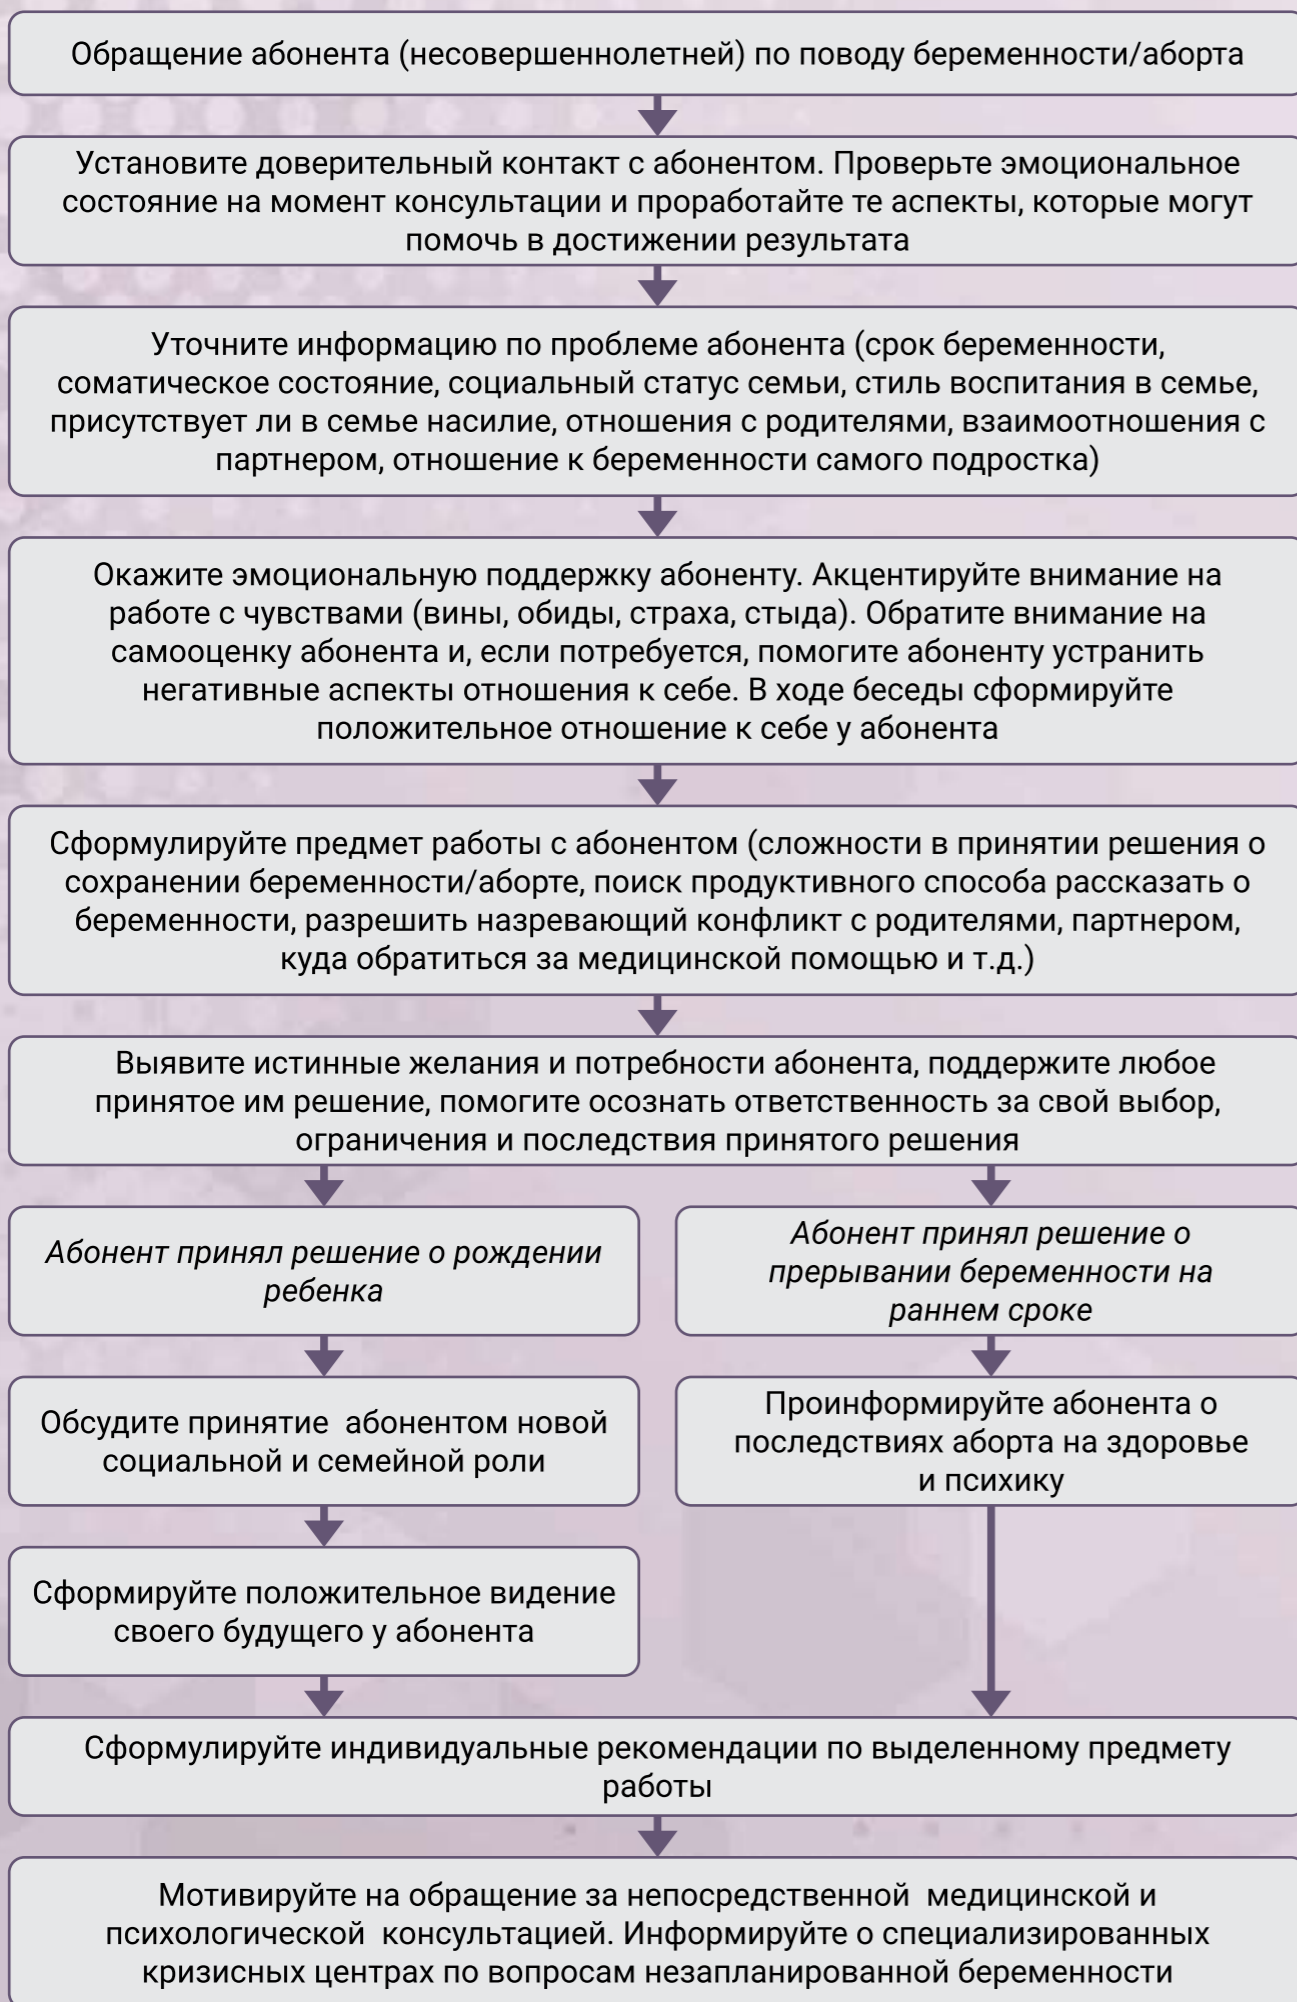 Обращение абонента (несовершеннолетней) по поводу беременности/аборта
Установите доверительный контакт с абонентом. Проверьте эмоциональное
состояние на момент консультации и проработайте те аспекты, которые могут
помочь в достижении результата
Уточните информацию по проблеме абонента (срок беременности,
соматическое состояние, социальный статус семьи, стиль воспитания в семье,
присутствует ли в семье насилие, отношения с родителями, взаимоотношения с
партнером, отношение к беременности самого подростка)
Окажите эмоциональную поддержку абоненту. Акцентируйте внимание на
работе с чувствами (вины, обиды, страха, стыда). Обратите внимание на
самооценку абонента и, если потребуется, помогите абоненту устранить
негативные аспекты отношения к себе. В ходе беседы сформируйте
положительное отношение к себе у абонента
Сформулируйте предмет работы с абонентом (сложности в принятии решения о
сохранении беременности/аборте, поиск продуктивного способа рассказать о
беременности, разрешить назревающий конфликт с родителями, партнером,
куда обратиться за медицинской помощью и т.д.)
Выявите истинные желания и потребности абонента, поддержите любое
принятое им решение, помогите осознать ответственность за свой выбор,
ограничения и последствия принятого решения
Абонент принял решение о рождении
ребенка
Абонент принял решение о
прерывании беременности на
раннем сроке
Обсудите принятие  абонентом новой
социальной и семейной роли
Проинформируйте абонента о
последствиях аборта на здоровье
и психику
Сформируйте положительное видение
своего будущего у абонента
Сформулируйте индивидуальные рекомендации по выделенному предмету
работы
Мотивируйте на обращение за непосредственной  медицинской и
психологической  консультацией. Информируйте о специализированных
кризисных центрах по вопросам незапланированной беременности